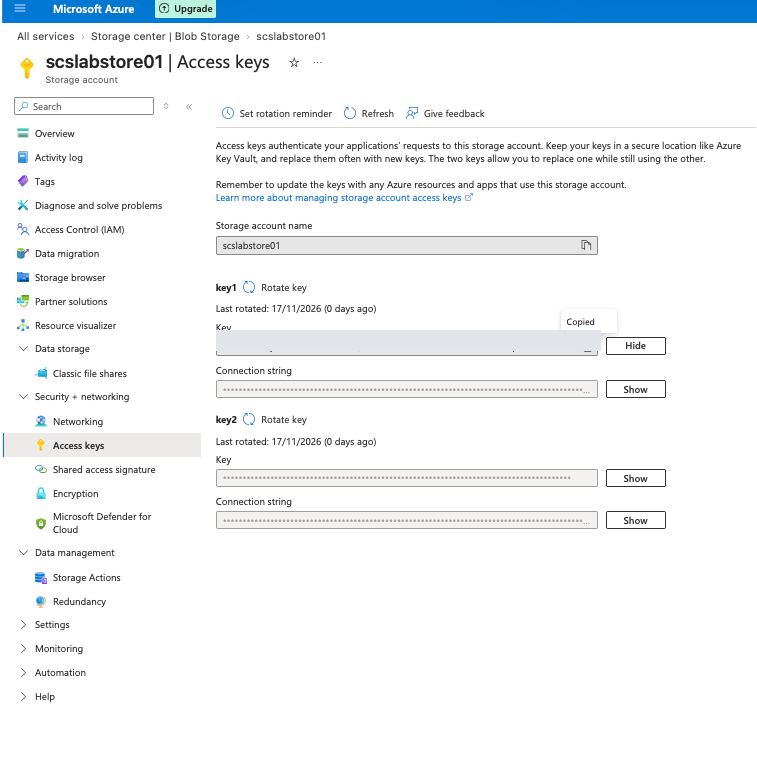 Microsoft Azure
Upgrade
All services › Storage center | Blob Storage › scslabstore01
scslabstore01 | Access keys
Storage account
Search
Overview
Activity log
Tags
Diagnose and solve problems
Access Control (IAM)
Data migration
Storage browser
Partner solutions
Resource visualizer
Data storage
Classic file shares
Security + networking
Networking
Access keys
Shared access signature
Encryption
Microsoft Defender for
Cloud
Data management
Storage Actions
Redundancy
Settings
Monitoring
Automation
Help
Set rotation reminder
Refresh
Give feedback
Access keys authenticate your applications' requests to this storage account. Keep your keys in a secure location like Azure
Key Vault, and replace them often with new keys. The two keys allow you to replace one while still using the other.
Remember to update the keys with any Azure resources and apps that use this storage account.
Learn more about managing storage account access keys
Storage account name
scslabstore01
key1
Rotate key
Last rotated: 17/11/2026 (0 days ago)
Copied
Key
Hide
Connection string
Show
key2
Rotate key
Last rotated: 17/11/2026 (0 days ago)
Key
Show
Connection string
Show